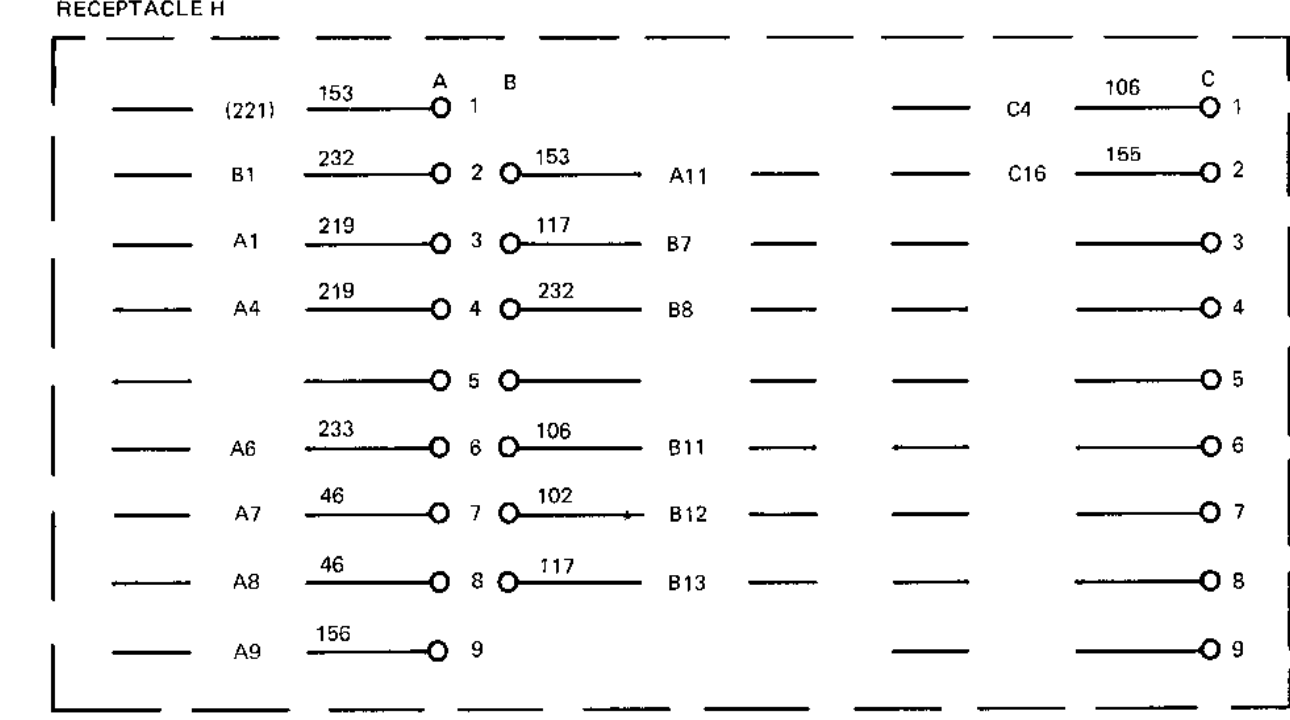 RECEPTACLE H
A B C
(221) 153 1 C4 106 1
B1 232 2 153 A11 C16 155 2
A1 219 3 117 B7 3
A4 219 4 232 B8 4
5 5
A6 233 6 106 B11 6
A7 46 7 102 B12 7
A8 46 8 117 B13 8
A9 156 9 9